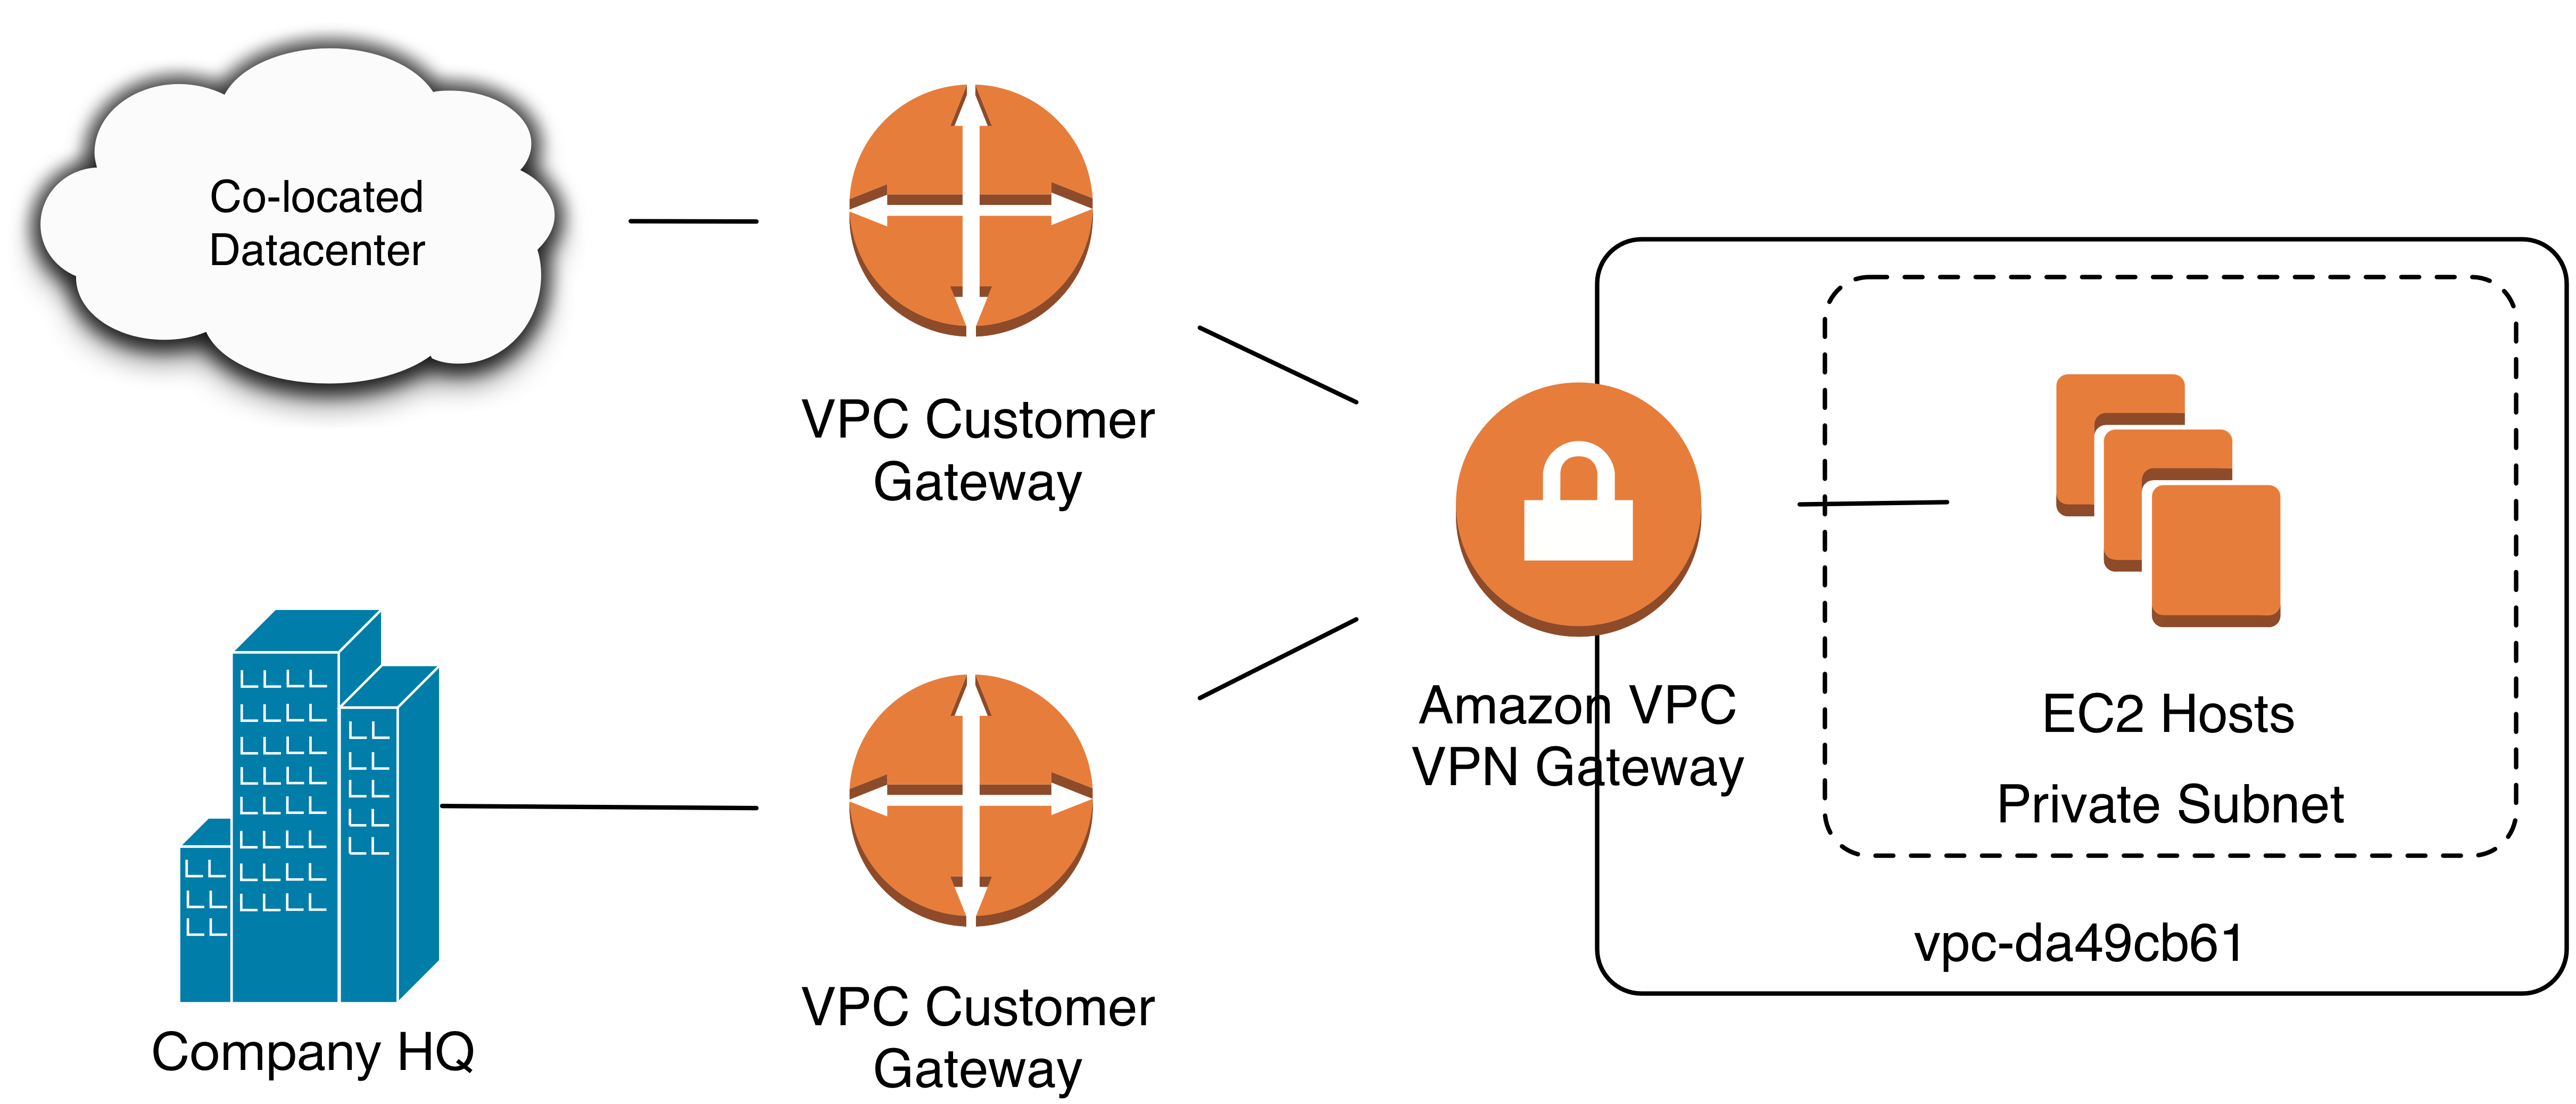 Co-located
Datacenter
VPC Customer
Gateway
Amazon VPC
VPN Gateway
EC2 Hosts
Private Subnet
vpc-da49cb61
Company HQ
VPC Customer
Gateway